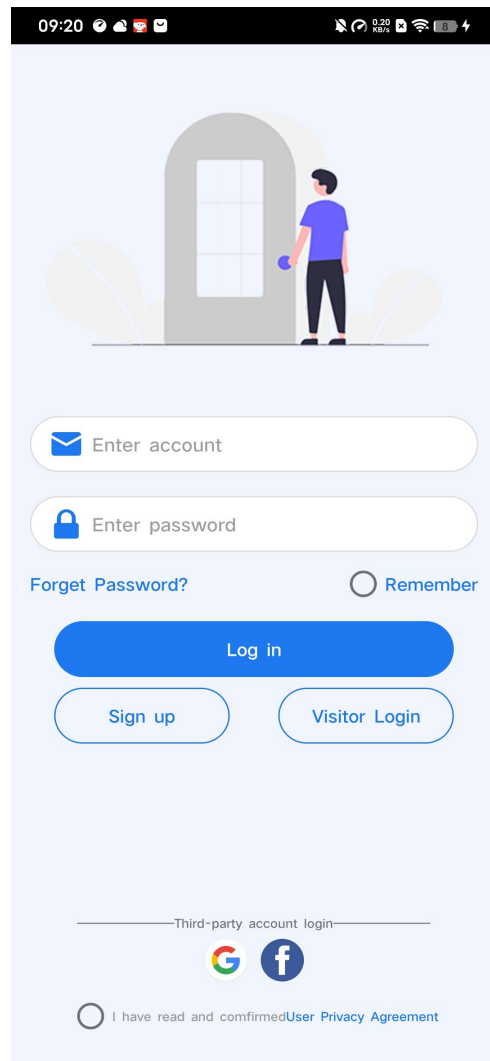 09:20 0.20 KB/s 8
Enter account
Enter password
Forget Password? Remember
Log in
Sign up Visitor Login
Third-party account login
I have read and comfirmedUser Privacy Agreement